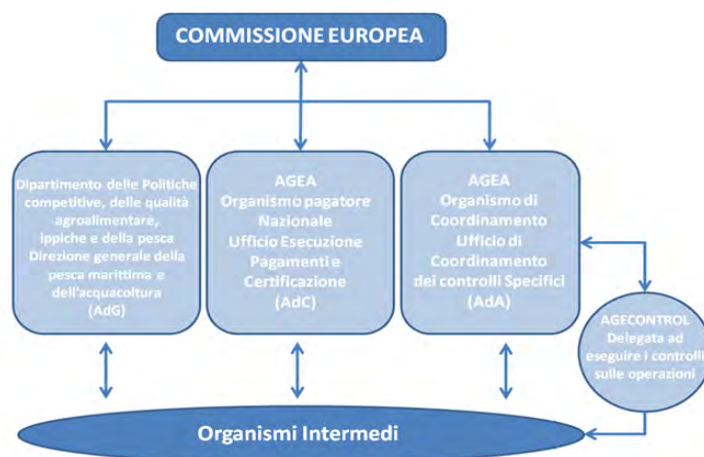 COMMISSIONE EUROPEA
Dipartimento delle Politiche
competitive, delle qualità
agroalimentare,
ippiche e della pesca
Direzione generale della
pesca marittima e
dell'acquacoltura
(AdG)
AGEA
Organismo pagatore
Nazionale
Ufficio Esecuzione
Pagamenti e
Certificazione
(AdC)
AGEA
Organismo di
Coordinamento
Ufficio di
Coordinamento
dei controlli Specifici
(AdA)
AGECONTROL
Delegata ad
eseguire i controlli
sulle operazioni
Organismi Intermedi